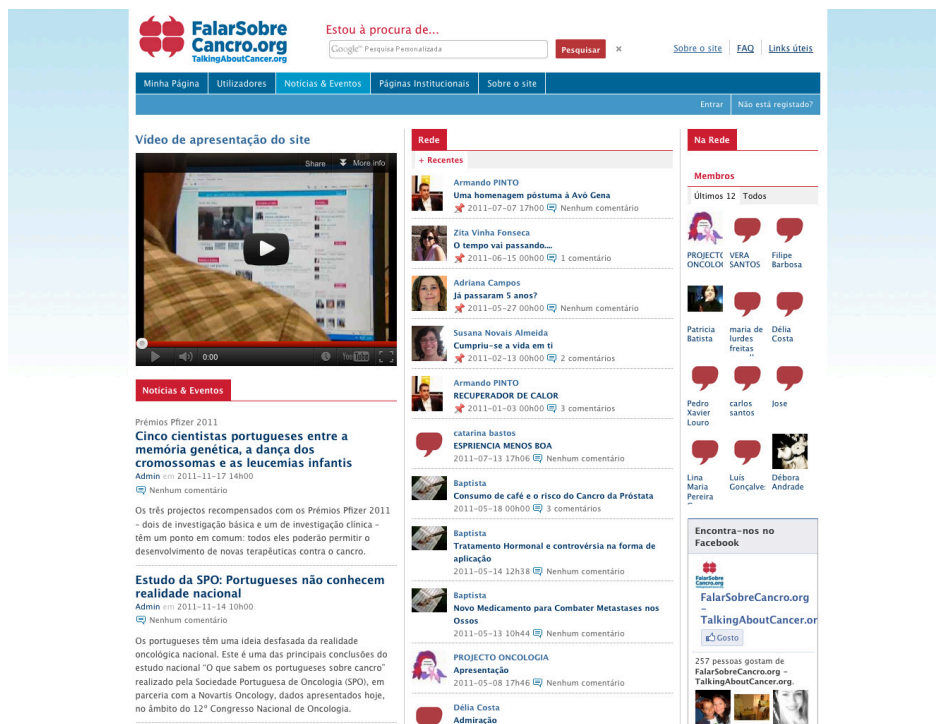 FalarSobre
Cancro.org
TalkingAboutCancer.org
Estou à procura de...
Google™ Pesquisa Personalizada
Pesquisar
×
Sobre o site
FAQ
Links úteis
Minha Página
Utilizadores
Notícias & Eventos
Páginas Institucionais
Sobre o site
Entrar
Não está registado?
Vídeo de apresentação do site
Share
More info
0:00
YouTube
Notícias & Eventos
Prémios Pfizer 2011
Cinco cientistas portugueses entre a
memória genética, a dança dos
cromossomas e as leucemias infantis
Admin em 2011-11-17 14h00
Nenhum comentário
Os três projectos recompensados com os Prémios Pfizer 2011
– dois de investigação básica e um de investigação clínica –
têm um ponto em comum: todos eles poderão permitir o
desenvolvimento de novas terapêuticas contra o cancro.
Estudo da SPO: Portugueses não conhecem
realidade nacional
Admin em 2011-11-14 10h00
Nenhum comentário
Os portugueses têm uma ideia desfasada da realidade
oncológica nacional. Este é uma das principais conclusões do
estudo nacional "O que sabem os portugueses sobre cancro"
realizado pela Sociedade Portuguesa de Oncologia (SPO), em
parceria com a Novartis Oncology, dados apresentados hoje,
no âmbito do 12º Congresso Nacional de Oncologia.
Rede
+ Recentes
Armando PINTO
Uma homenagem póstuma à Avó Gena
2011-07-07 17h00 Nenhum comentário
Zita Vinha Fonseca
O tempo vai passando....
2011-06-15 00h00 1 comentário
Adriana Campos
Já passaram 5 anos?
2011-05-27 00h00 Nenhum comentário
Susana Novais Almeida
Cumpriu-se a vida em ti
2011-02-13 00h00 2 comentários
Armando PINTO
RECUPERADOR DE CALOR
2011-01-03 00h00 3 comentários
catarina bastos
ESPRIENCIA MENOS BOA
2011-07-13 17h06 Nenhum comentário
Baptista
Consumo de café e o risco do Cancro da Próstata
2011-05-18 00h00 3 comentários
Baptista
Tratamento Hormonal e controvérsia na forma de
aplicação
2011-05-14 12h38 Nenhum comentário
Baptista
Novo Medicamento para Combater Metastases nos
Ossos
2011-05-13 10h44 Nenhum comentário
PROJECTO ONCOLOGIA
Apresentação
2011-05-08 17h46 Nenhum comentário
Délia Costa
Admiração
Na Rede
Membros
Últimos 12 Todos
PROJECT VERA Filipe
ONCOLO SANTOS Barbosa
Patricia maria de Délia
Batista lurdes Costa
freitas
Pedro carlos Jose
Xavier santos
Louro
Lina Luís Débora
Maria Gonçalve Andrade
Pereira
Encontra-nos no
Facebook
FalarSobre
Cancro.org
FalarSobreCancro.org
–
TalkingAboutCancer.or
Gosto
257 pessoas gostam de
FalarSobreCancro.org –
TalkingAboutCancer.org.